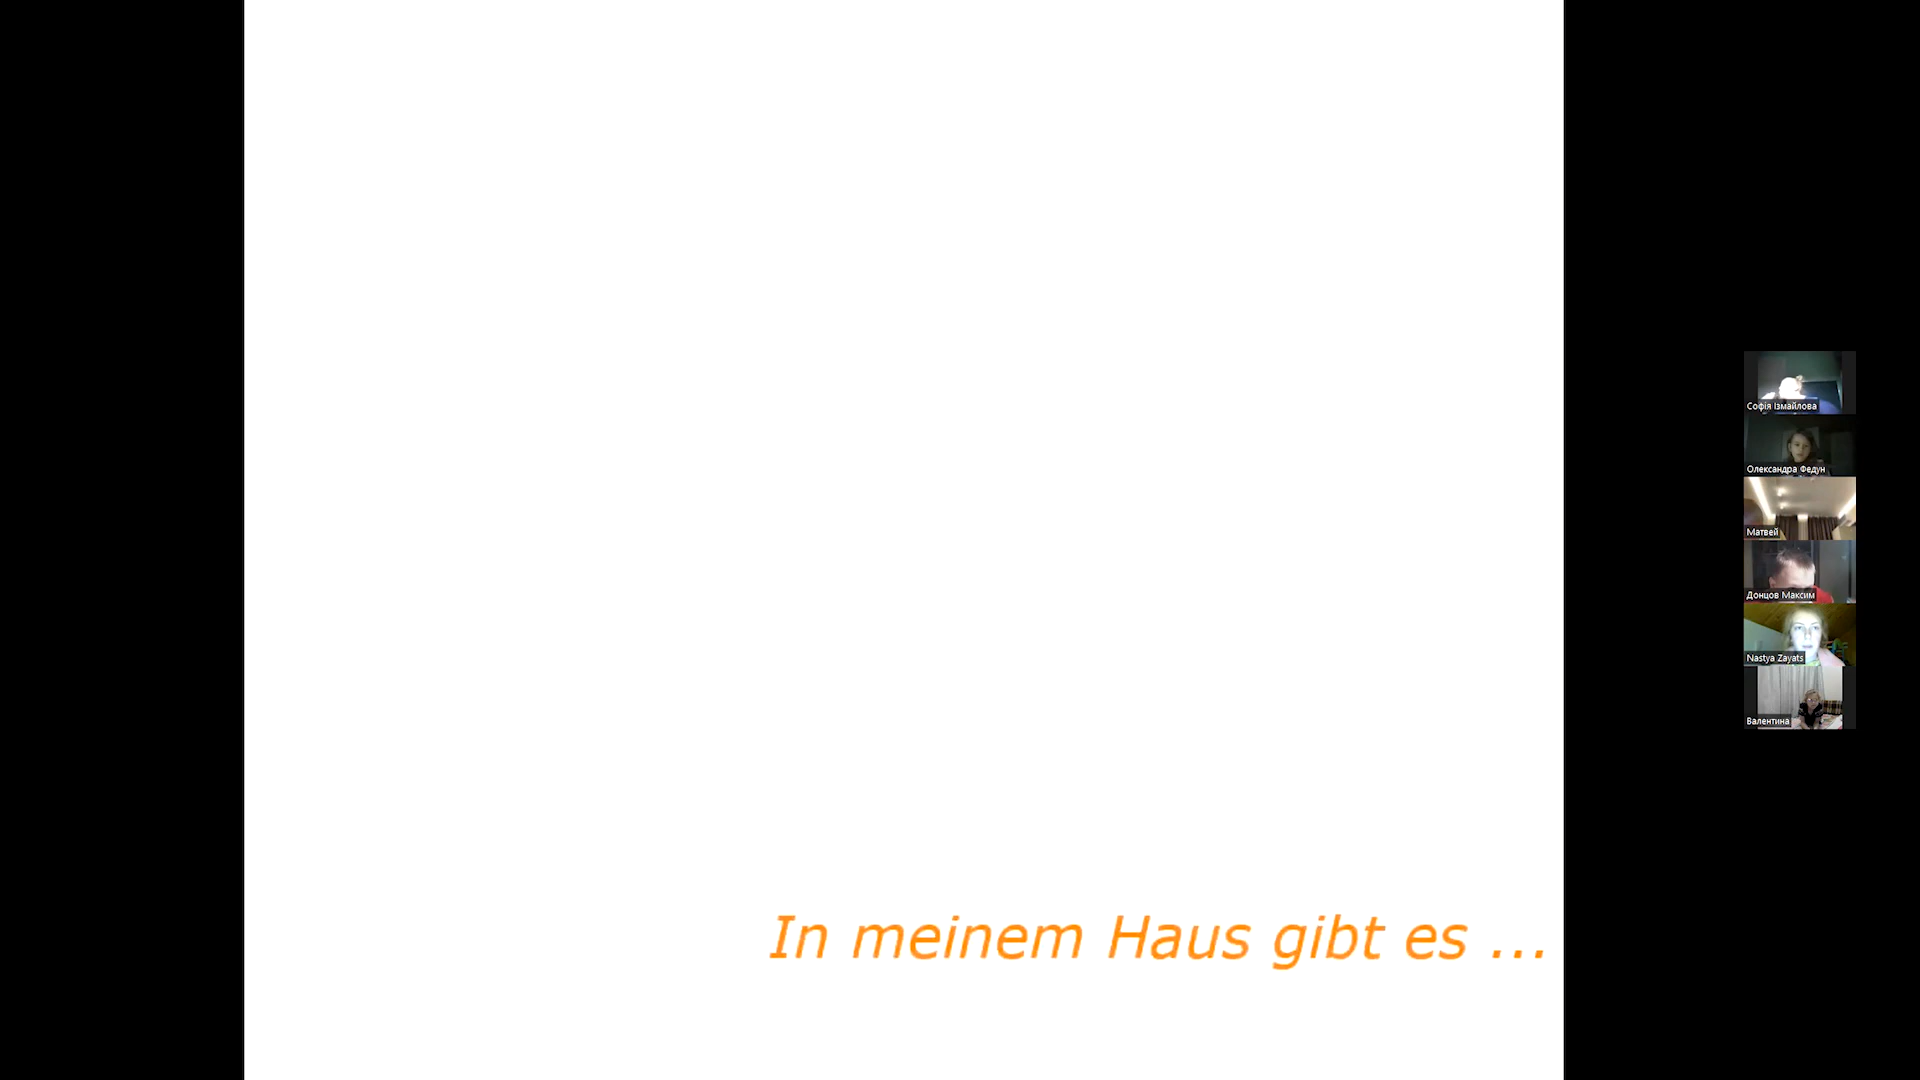 Софія Ізмайлова
Олександра Федун
Матвей
Донцов Максим
Nastya Zayats
Валентина
In meinem Haus gibt es ...